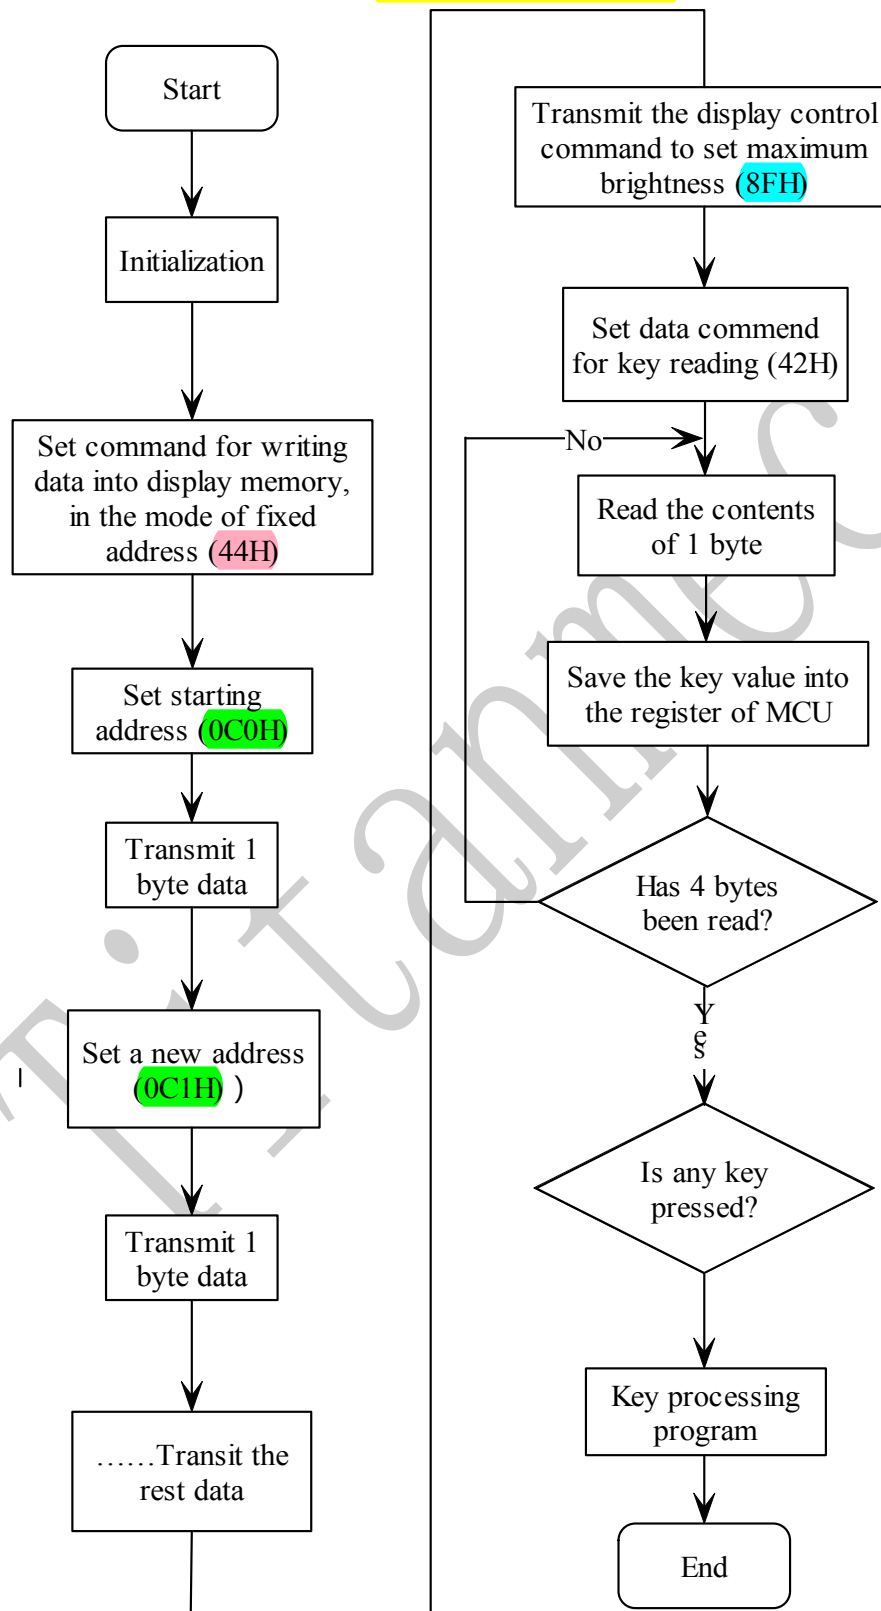 Start
Initialization
Set command for writing
data into display memory,
in the mode of fixed
address (44H)
Set starting
address (0C0H)
Transmit 1
byte data
Set a new address
(0C1H) )
Transmit 1
byte data
……Transit the
rest data
Transmit the display control
command to set maximum
brightness (8FH)
Set data commend
for key reading (42H)
No
Read the contents
of 1 byte
Save the key value into
the register of MCU
Has 4 bytes
been read?
Yes
Is any key
pressed?
Key processing
program
End
Titanmec